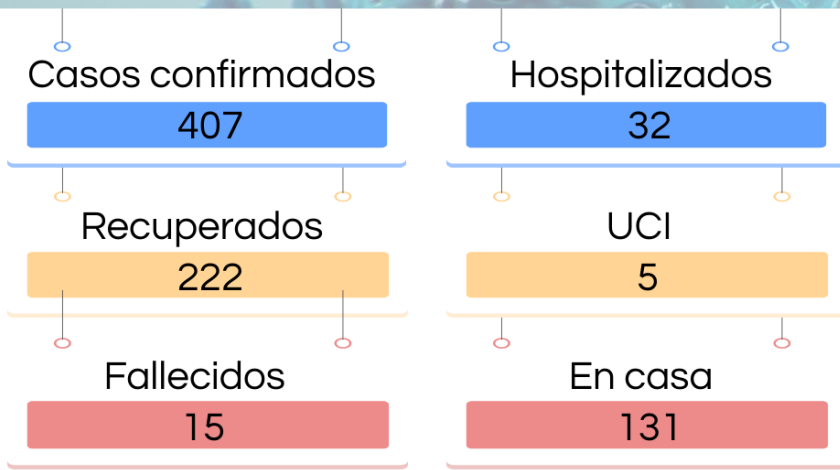 Casos confirmados
407
Hospitalizados
32
Recuperados
222
UCI
5
Fallecidos
15
En casa
131